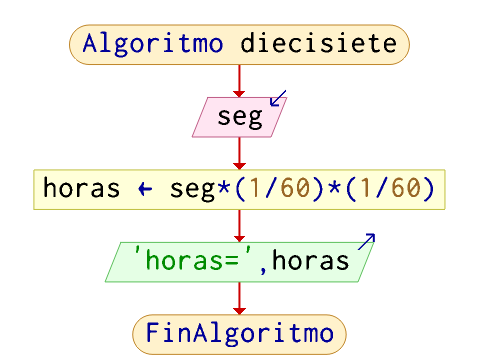 Algoritmo diecisiete
seg
horas ← seg*(1/60)*(1/60)
'horas=',horas
FinAlgoritmo